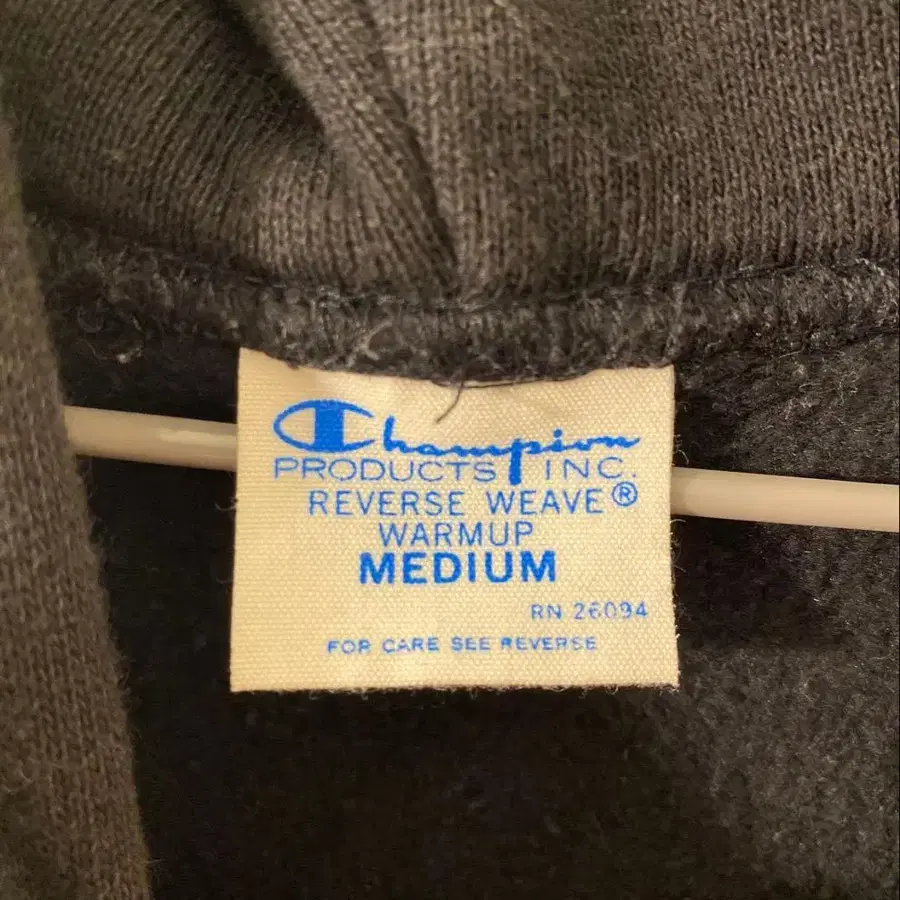 Champion
PRODUCTS INC.
REVERSE WEAVE®
WARMUP
MEDIUM
RN 26094
FOR CARE SEE REVERSE